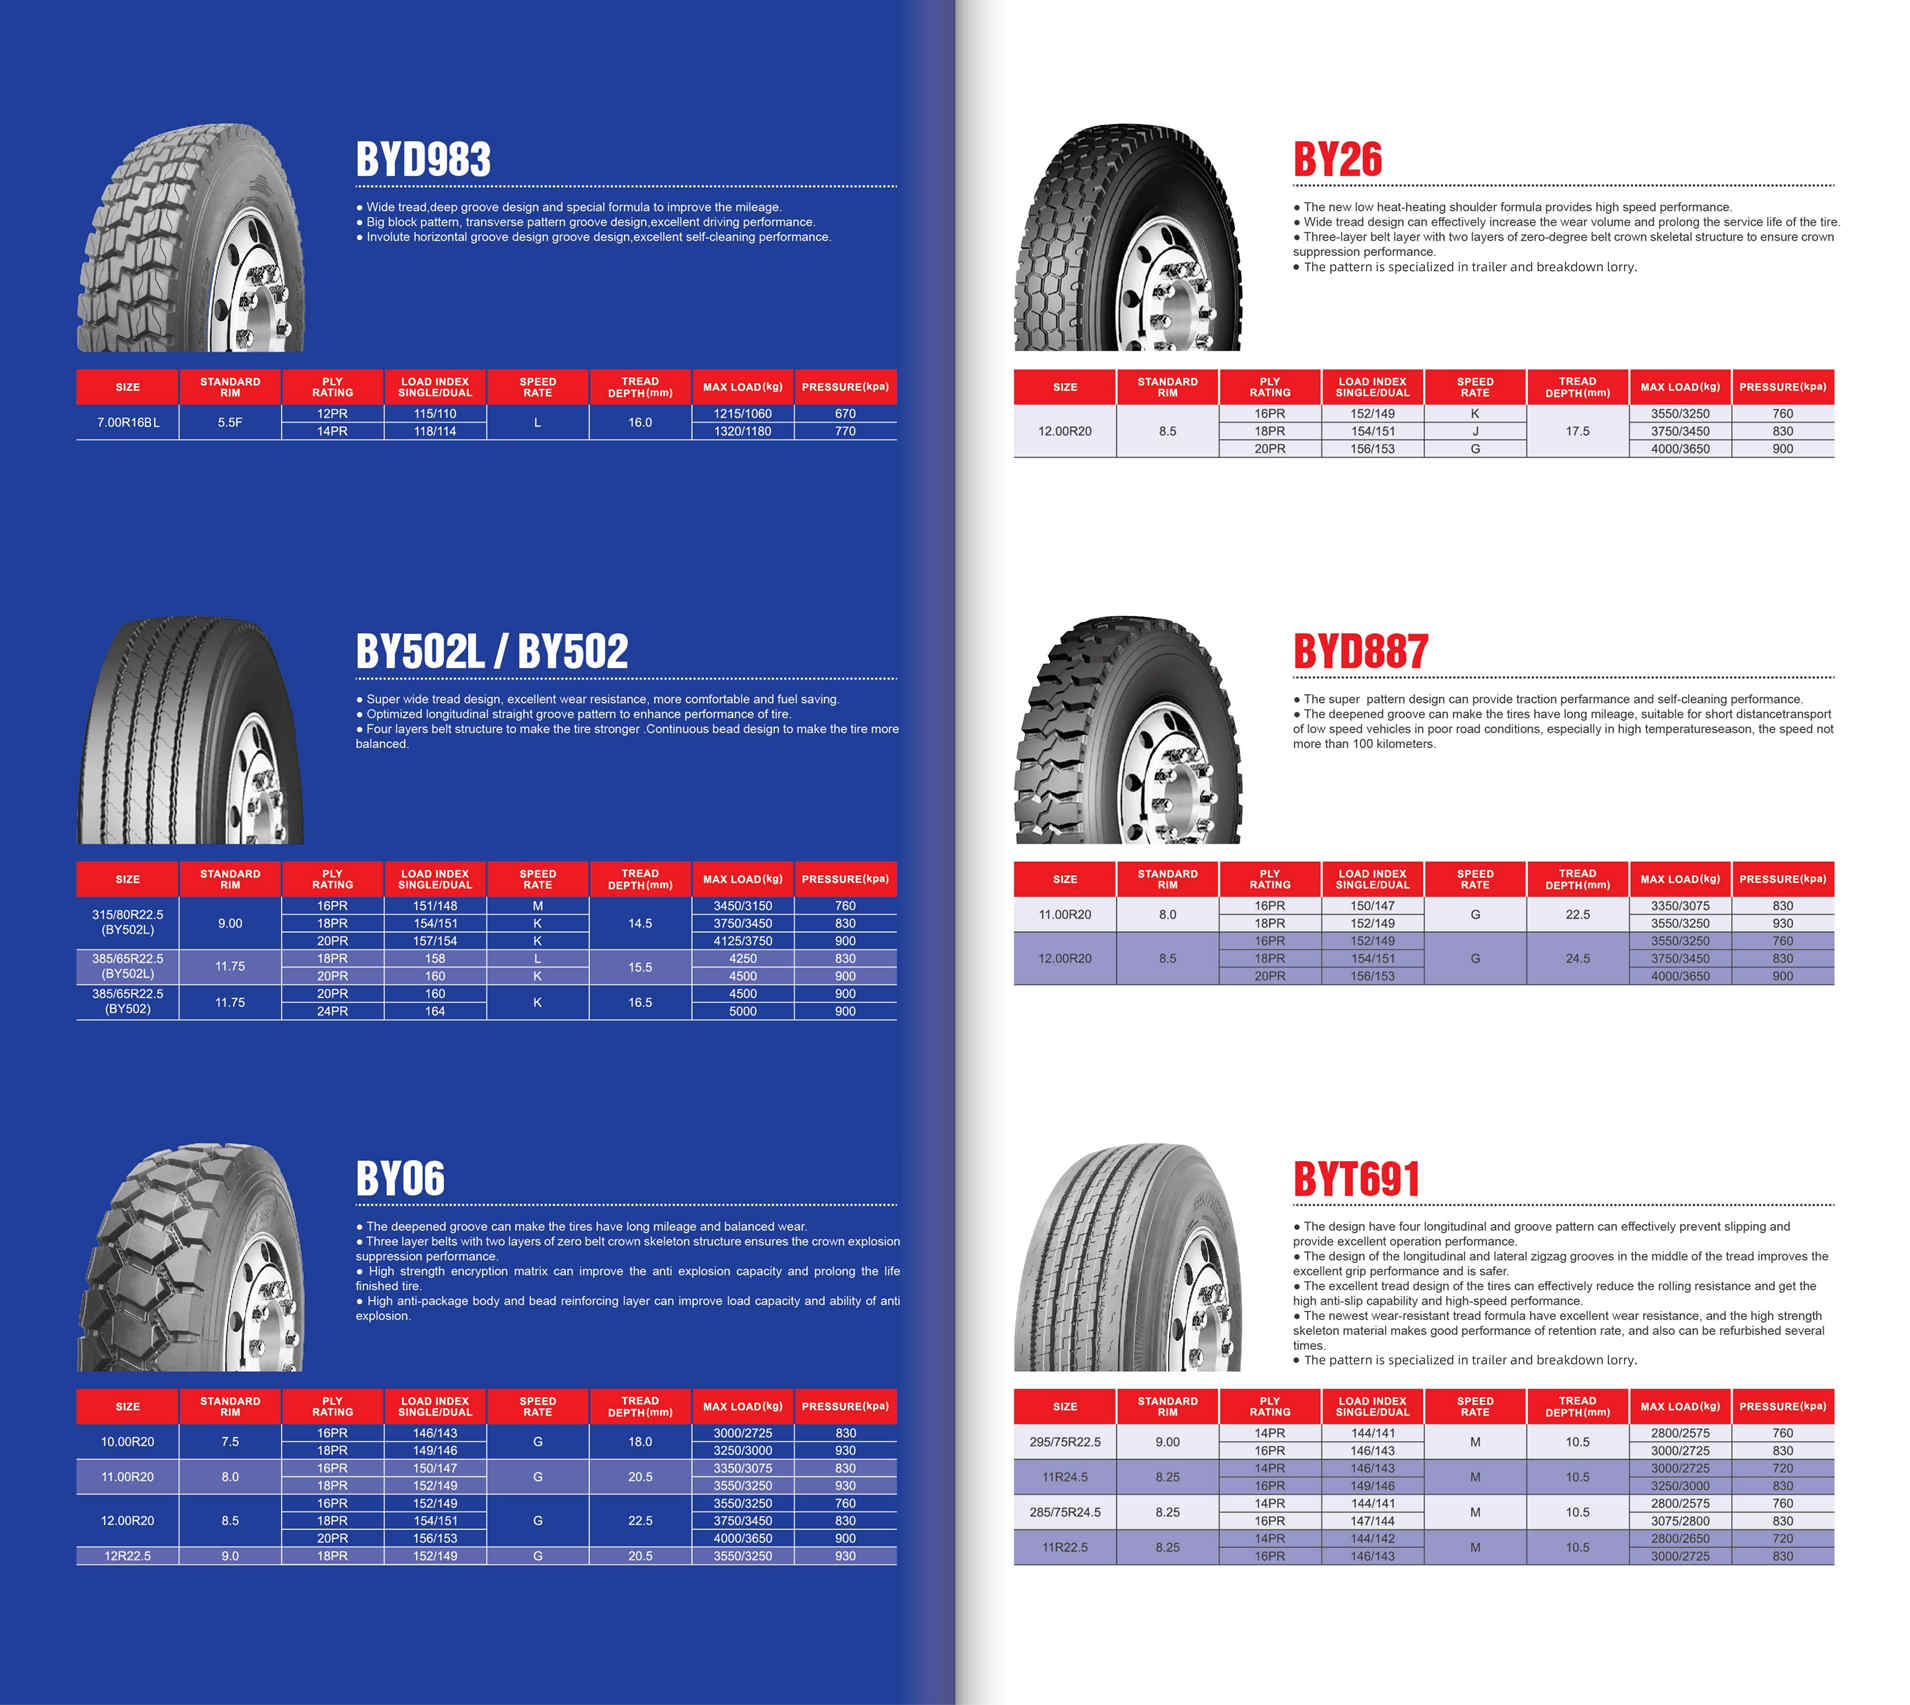 BYD983
● Wide tread,deep groove design and special formula to improve the mileage.
● Big block pattern, transverse pattern groove design,excellent driving performance.
● Involute horizontal groove design groove design,excellent self-cleaning performance.
SIZE STANDARD RIM PLY RATING LOAD INDEX SINGLE/DUAL SPEED RATE TREAD DEPTH(mm) MAX LOAD(kg) PRESSURE(kpa)
7.00R16BL 5.5F 12PR 115/110 L 16.0 1215/1060 670
14PR 118/114 1320/1180 770
BY502L / BY502
● Super wide tread design, excellent wear resistance, more comfortable and fuel saving.
● Optimized longitudinal straight groove pattern to enhance performance of tire.
● Four layers belt structure to make the tire stronger .Continuous bead design to make the tire more
balanced.
SIZE STANDARD RIM PLY RATING LOAD INDEX SINGLE/DUAL SPEED RATE TREAD DEPTH(mm) MAX LOAD(kg) PRESSURE(kpa)
315/80R22.5 (BY502L) 9.00 16PR 151/148 M 14.5 3450/3150 760
18PR 154/151 K 3750/3450 830
20PR 157/154 K 4125/3750 900
385/65R22.5 (BY502L) 11.75 18PR 158 L 15.5 4250 830
20PR 160 K 4500 900
385/65R22.5 (BY502) 11.75 20PR 160 K 16.5 4500 900
24PR 164 5000 900
BY06
● The deepened groove can make the tires have long mileage and balanced wear.
● Three layer belts with two layers of zero belt crown skeleton structure ensures the crown explosion
suppression performance.
● High strength encryption matrix can improve the anti explosion capacity and prolong the life
finished tire.
● High anti-package body and bead reinforcing layer can improve load capacity and ability of anti
explosion.
SIZE STANDARD RIM PLY RATING LOAD INDEX SINGLE/DUAL SPEED RATE TREAD DEPTH(mm) MAX LOAD(kg) PRESSURE(kpa)
10.00R20 7.5 16PR 146/143 G 18.0 3000/2725 830
18PR 149/146 3250/3000 930
11.00R20 8.0 16PR 150/147 G 20.5 3350/3075 830
18PR 152/149 3550/3250 930
12.00R20 8.5 16PR 152/149 G 22.5 3550/3250 760
18PR 154/151 3750/3450 830
20PR 156/153 4000/3650 900
12R22.5 9.0 18PR 152/149 G 20.5 3550/3250 930
BY26
● The new low heat-heating shoulder formula provides high speed performance.
● Wide tread design can effectively increase the wear volume and prolong the service life of the tire.
● Three-layer belt layer with two layers of zero-degree belt crown skeletal structure to ensure crown
suppression performance.
● The pattern is specialized in trailer and breakdown lorry.
SIZE STANDARD RIM PLY RATING LOAD INDEX SINGLE/DUAL SPEED RATE TREAD DEPTH(mm) MAX LOAD(kg) PRESSURE(kpa)
12.00R20 8.5 16PR 152/149 K 17.5 3550/3250 760
18PR 154/151 J 3750/3450 830
20PR 156/153 G 4000/3650 900
BYD887
● The super pattern design can provide traction perfarmance and self-cleaning performance.
● The deepened groove can make the tires have long mileage, suitable for short distancetransport
of low speed vehicles in poor road conditions, especially in high temperatureseason, the speed not
more than 100 kilometers.
SIZE STANDARD RIM PLY RATING LOAD INDEX SINGLE/DUAL SPEED RATE TREAD DEPTH(mm) MAX LOAD(kg) PRESSURE(kpa)
11.00R20 8.0 16PR 150/147 G 22.5 3350/3075 830
18PR 152/149 3550/3250 930
12.00R20 8.5 16PR 152/149 G 24.5 3550/3250 760
18PR 154/151 3750/3450 830
20PR 156/153 4000/3650 900
BYT691
● The design have four longitudinal and groove pattern can effectively prevent slipping and
provide excellent operation performance.
● The design of the longitudinal and lateral zigzag grooves in the middle of the tread improves the
excellent grip performance and is safer.
● The excellent tread design of the tires can effectively reduce the rolling resistance and get the
high anti-slip capability and high-speed performance.
● The newest wear-resistant tread formula have excellent wear resistance, and the high strength
skeleton material makes good performance of retention rate, and also can be refurbished several
times.
● The pattern is specialized in trailer and breakdown lorry.
SIZE STANDARD RIM PLY RATING LOAD INDEX SINGLE/DUAL SPEED RATE TREAD DEPTH(mm) MAX LOAD(kg) PRESSURE(kpa)
295/75R22.5 9.00 14PR 144/141 M 10.5 2800/2575 760
16PR 146/143 3000/2725 830
11R24.5 8.25 14PR 146/143 M 10.5 3000/2725 720
16PR 149/146 3250/3000 830
285/75R24.5 8.25 14PR 144/141 M 10.5 2800/2575 760
16PR 147/144 3075/2800 830
11R22.5 8.25 14PR 144/142 M 10.5 2800/2650 720
16PR 146/143 3000/2725 830